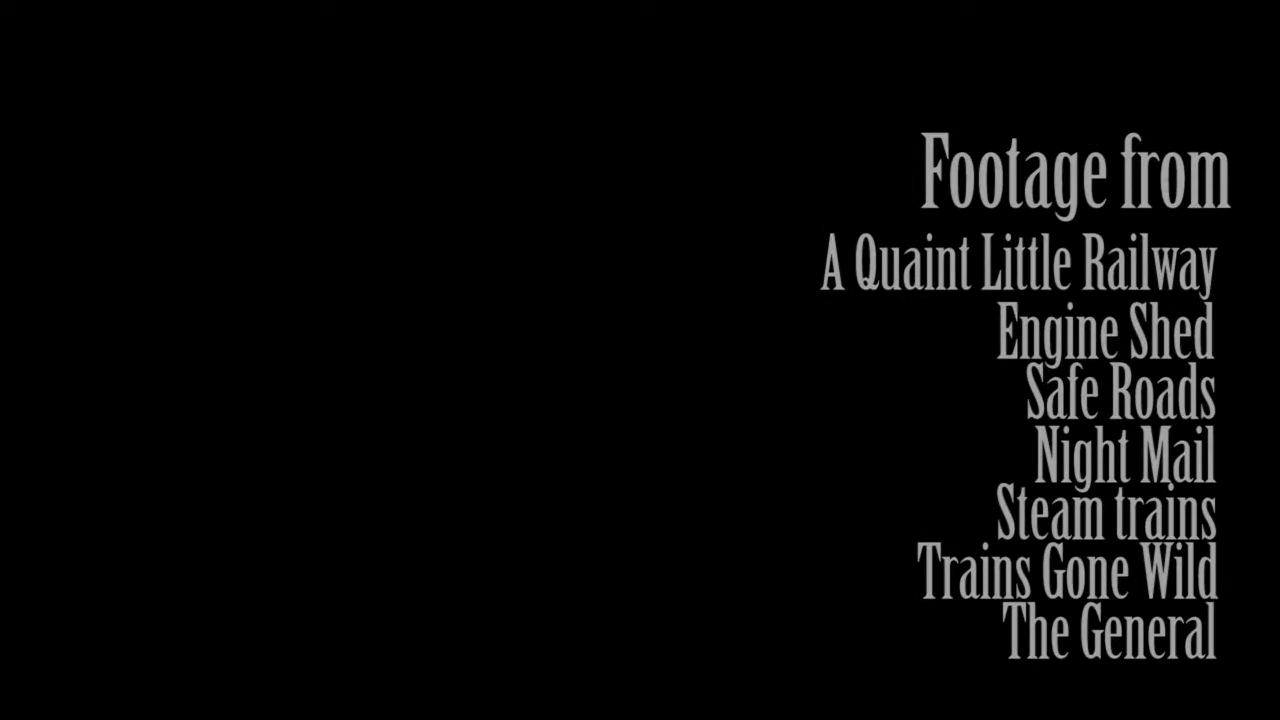 Footage from
A Quaint Little Railway
Engine Shed
Safe Roads
Night Mail
Steam trains
Trains Gone Wild
The General